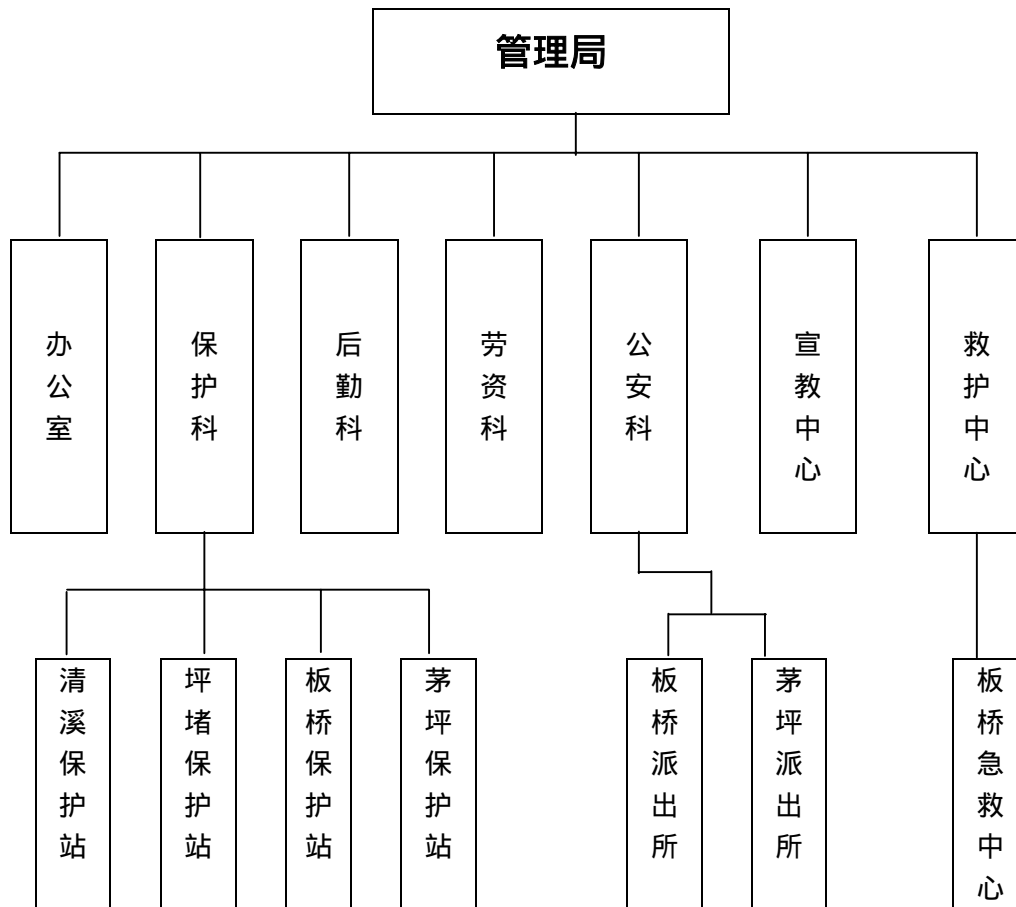 管理局
办公室
保护科
后勤科
劳资科
公安科
宣教中心
救护中心
清溪保护站
坪堵保护站
板桥保护站
茅坪保护站
板桥派出所
茅坪派出所
板桥急救中心